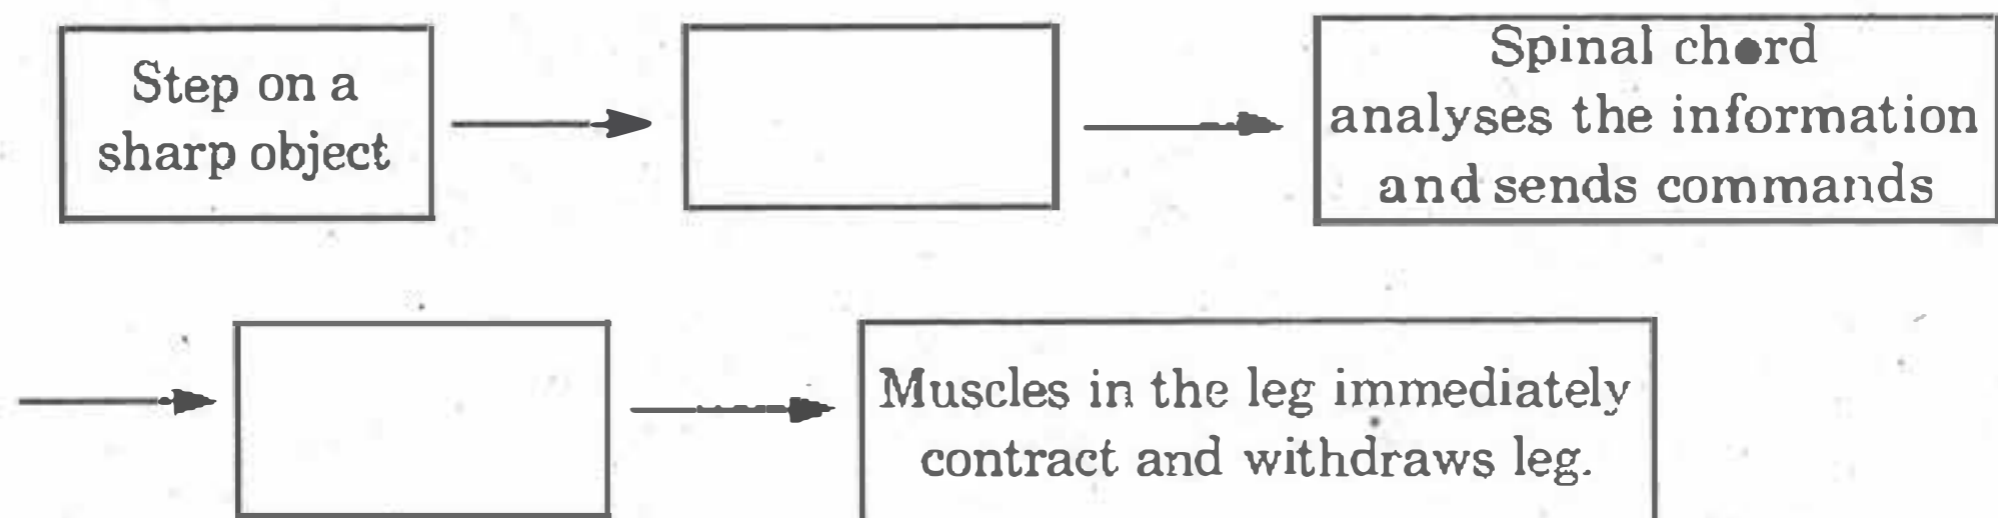 Step on a
sharp object
Spinal chord
analyses the information
and sends commands
Muscles in the leg immediately
contract and withdraws leg.